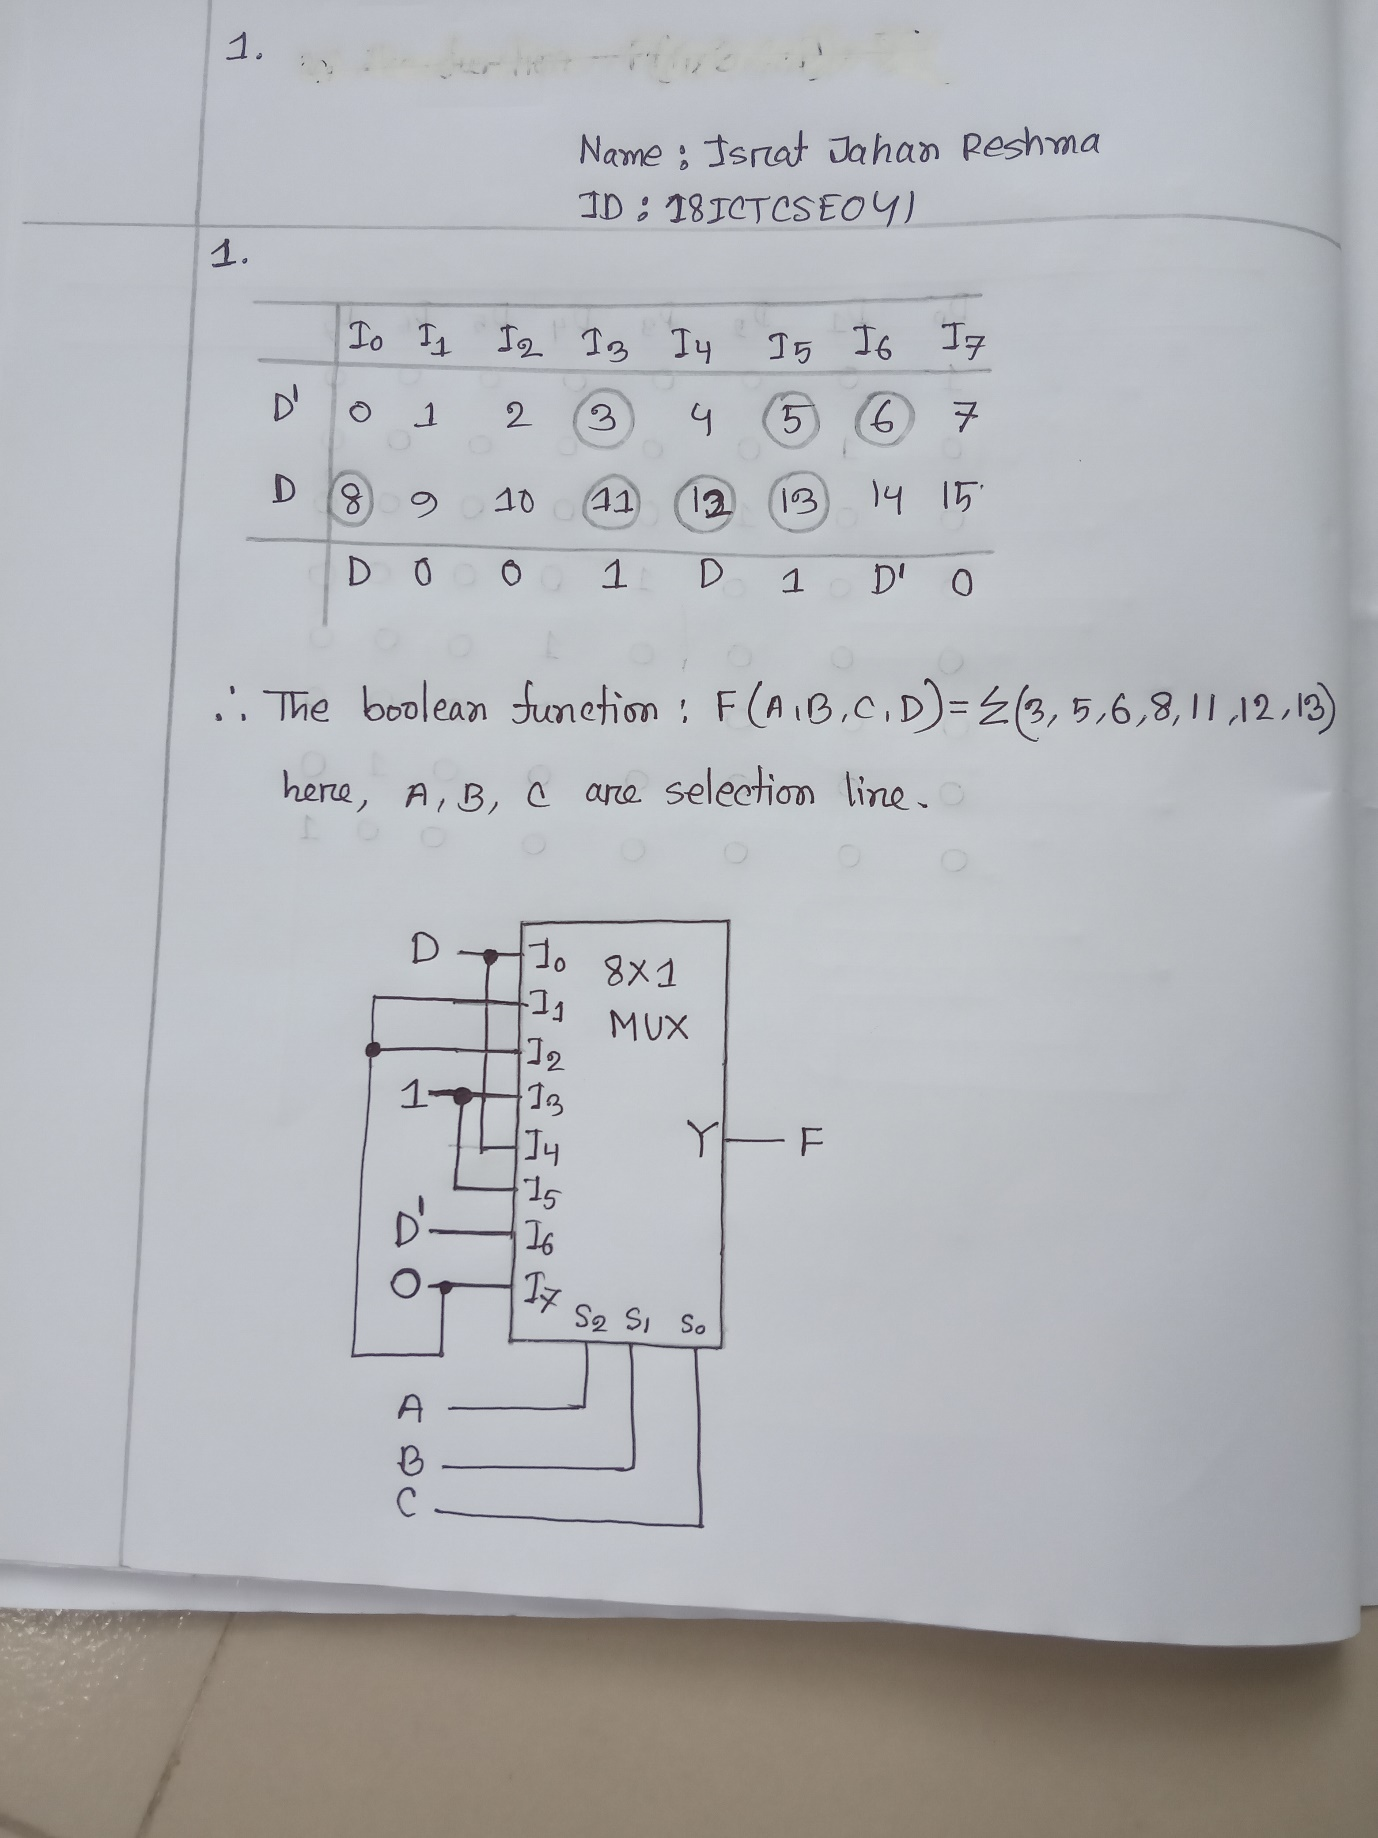 1.
Name : Israt Jahan Reshma
ID : 18ICTCSE041
1.
I0 I1 I2 I3 I4 I5 I6 I7
D' 0 1 2 3 4 5 6 7
D 8 9 10 11 12 13 14 15
D 0 0 1 D 1 D' 0
∴ The boolean function : F(A,B,C,D)=Σ(3,5,6,8,11,12,13)
here, A, B, C are selection line.
D I0 8X1
I1 MUX
I2
1 I3
I4 Y F
I5
D' I6
0 I7
S2 S1 S0
A
B
C